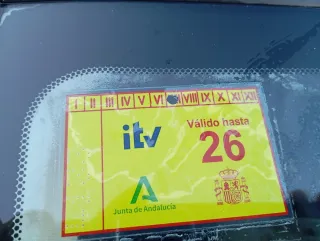 I II III IV V VI VIII IX X XI XII
itv
Válido hasta
26
Junta de Andalucía